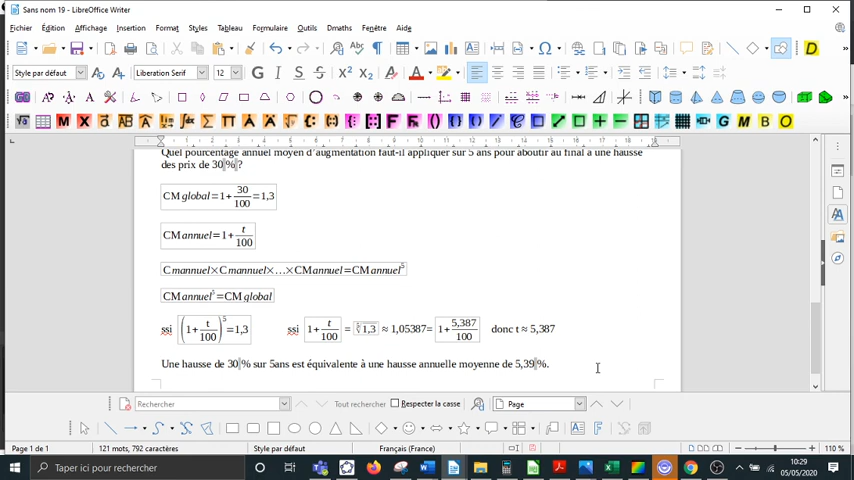 Sans nom 19 - LibreOffice Writer
Fichier Édition Affichage Insertion Format Styles Tableau Formulaire Outils Dmaths Fenêtre Aide
Style par défaut Liberation Serif 12 G I S S X² X₂
Quel pourcentage annuel moyen d'augmentation faut-il appliquer sur 5 ans pour aboutir au final à une hausse
des prix de 30 % ?
CM global=1+30/100=1,3
CM annuel=1+t/100
C mannuel×C mannuel×…×CM annuel=CM annuel⁵
CM annuel⁵=CM global
ssi (1+t/100)⁵=1,3 ssi 1+t/100 = ⁵√1,3 ≈ 1,05387= 1+5,387/100 donc t ≈ 5,387
Une hausse de 30 % sur 5ans est équivalente à une hausse annuelle moyenne de 5,39 %.
Rechercher Tout rechercher Respecter la casse Page
Page 1 de 1 121 mots, 792 caractères Style par défaut Français (France) 110 %
Taper ici pour rechercher 10:29
05/05/2020